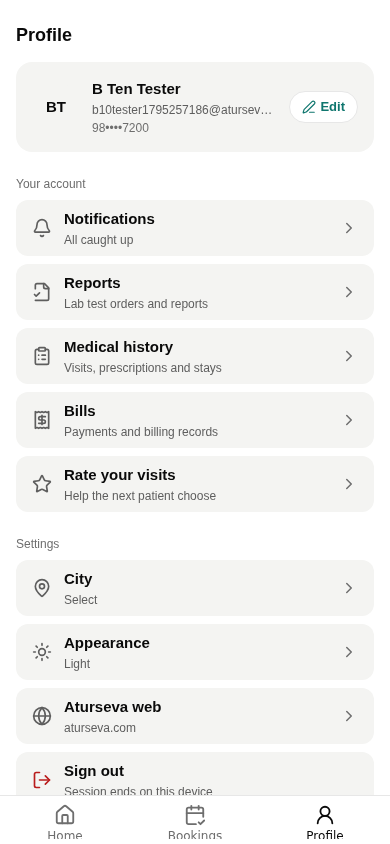 Profile
BT
B Ten Tester
b10tester1795257186@atursev…
98••••7200
Edit
Your account
Notifications
All caught up
Reports
Lab test orders and reports
Medical history
Visits, prescriptions and stays
Bills
Payments and billing records
Rate your visits
Help the next patient choose
Settings
City
Select
Appearance
Light
Aturseva web
aturseva.com
Sign out
Session ends on this device
Home
Bookings
Profile